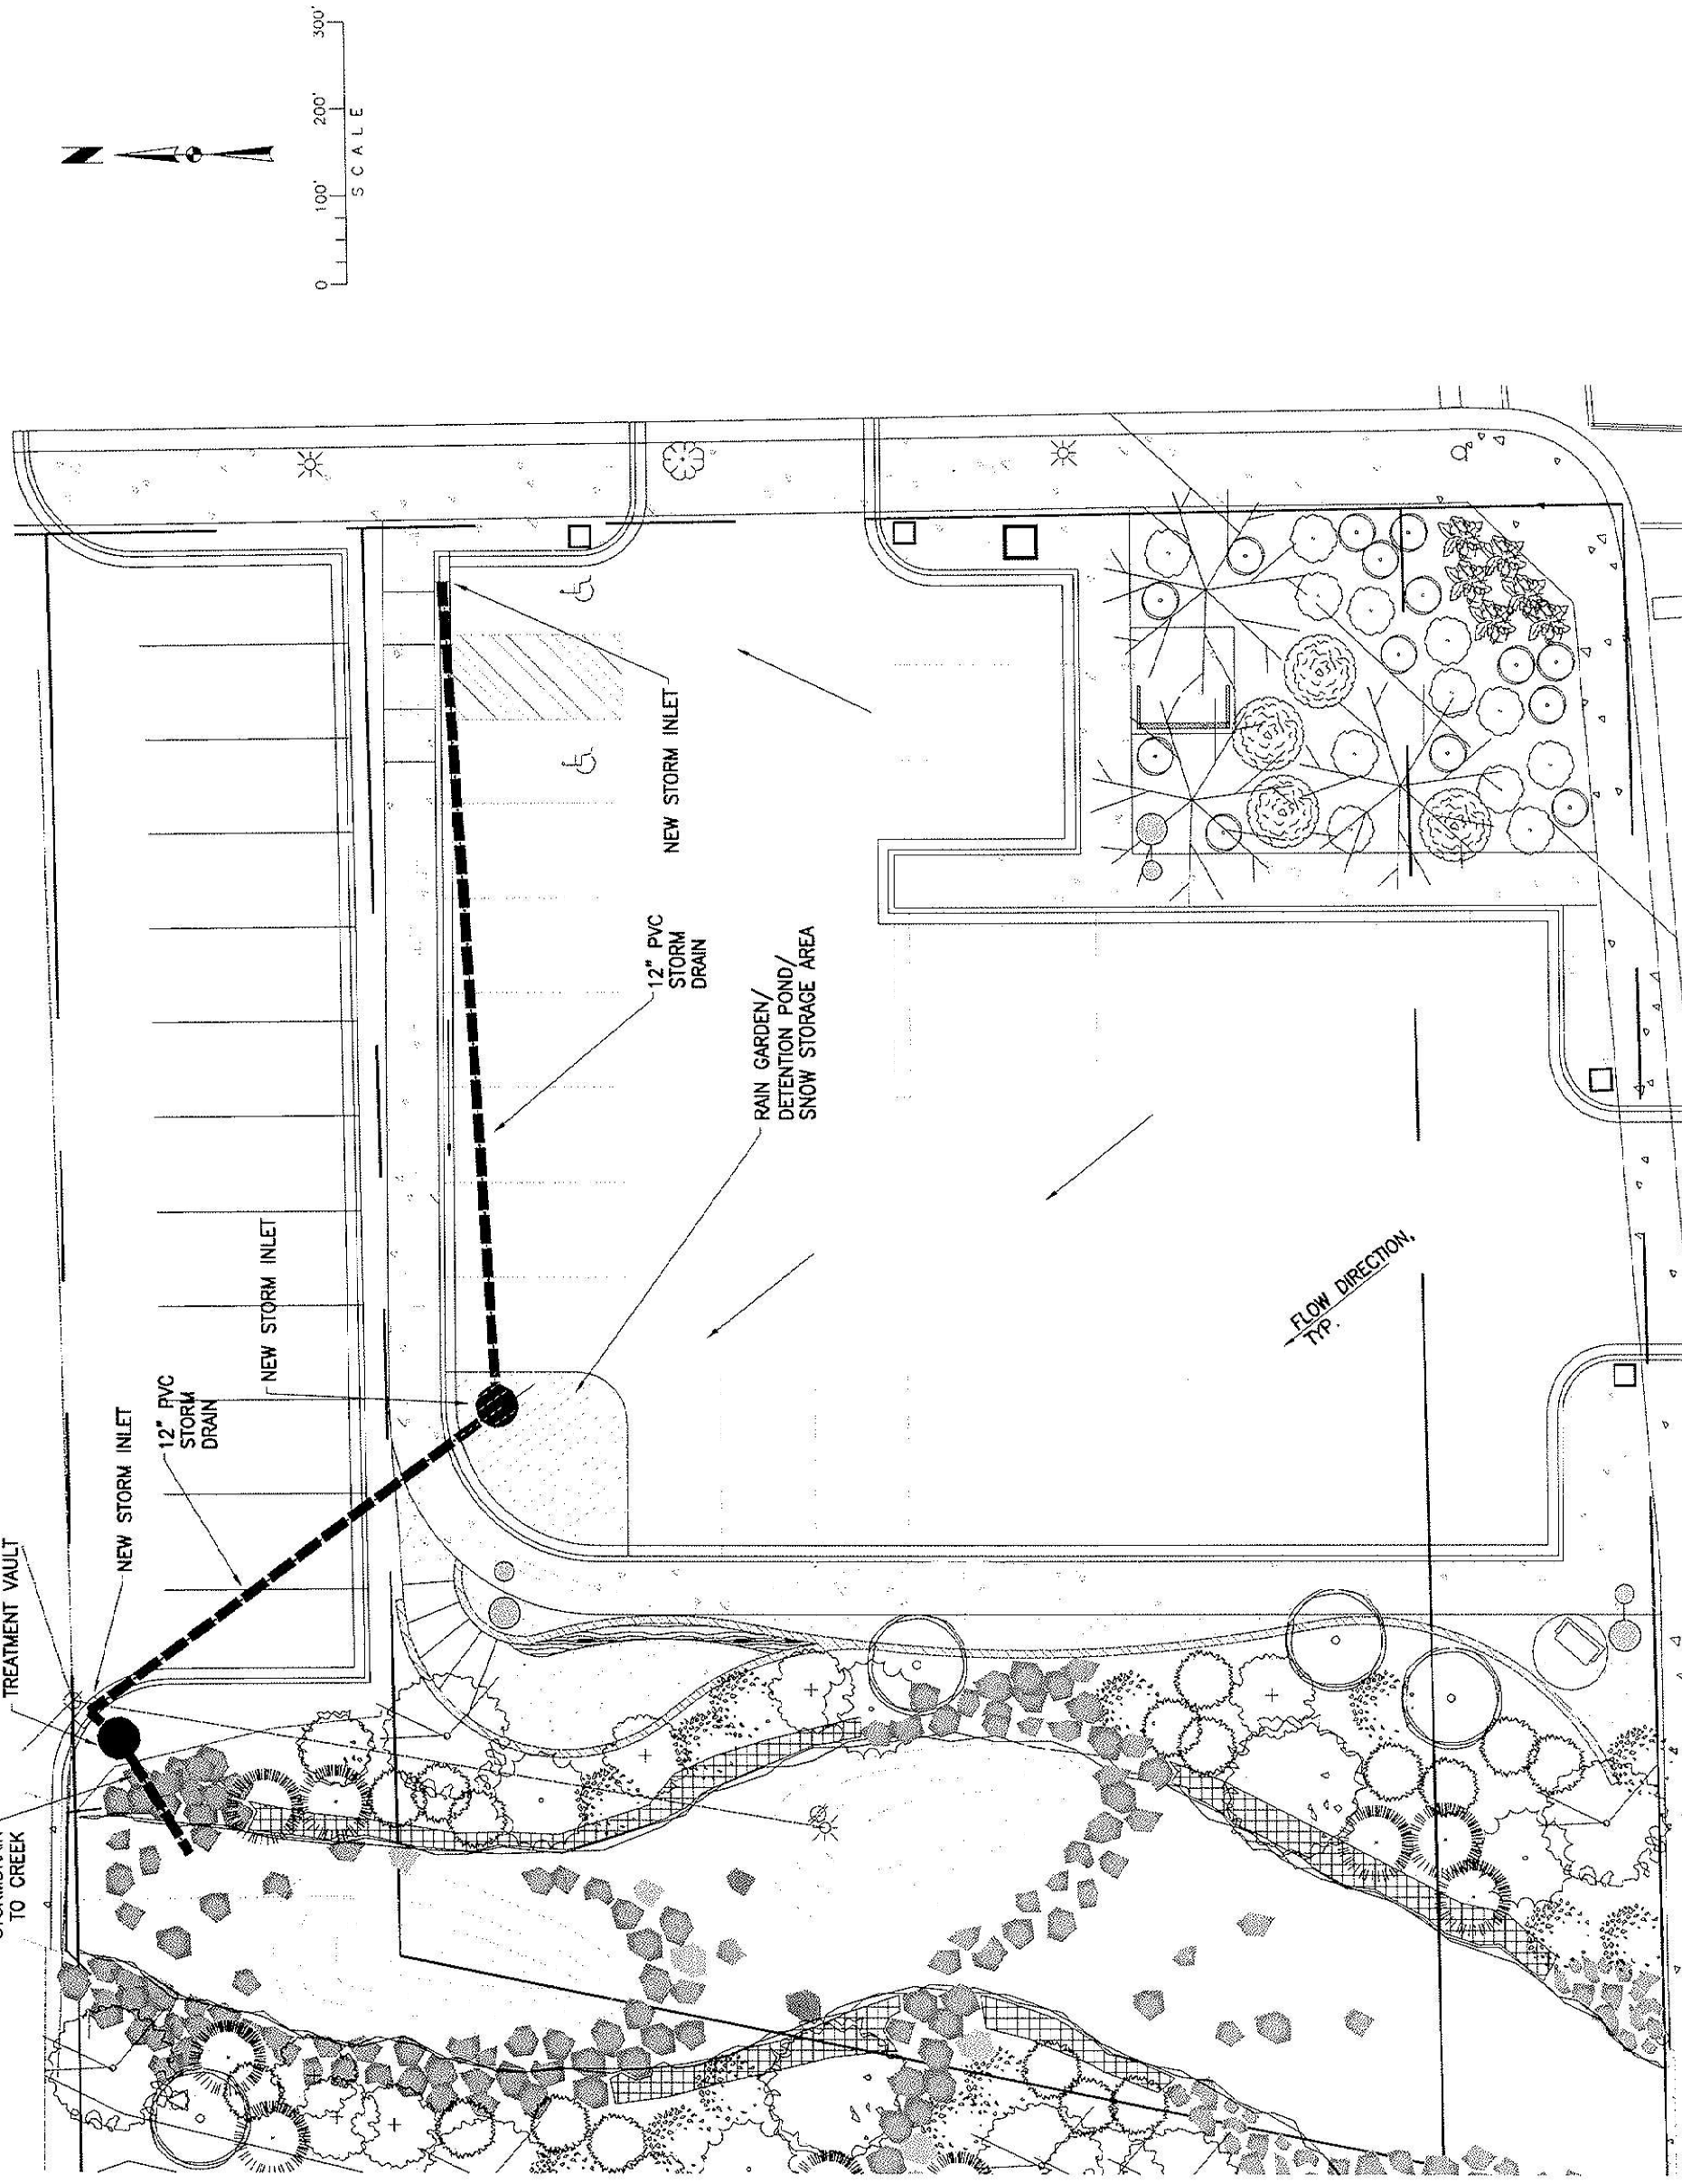 N
0 100' 200' 300'
SCALE
TO CREEK
TREATMENT VAULT
NEW STORM INLET
12" PVC
STORM
DRAIN
NEW STORM INLET
NEW STORM INLET
12" PVC
STORM
DRAIN
RAIN GARDEN/
DETENTION POND/
SNOW STORAGE AREA
FLOW DIRECTION,
TYP.